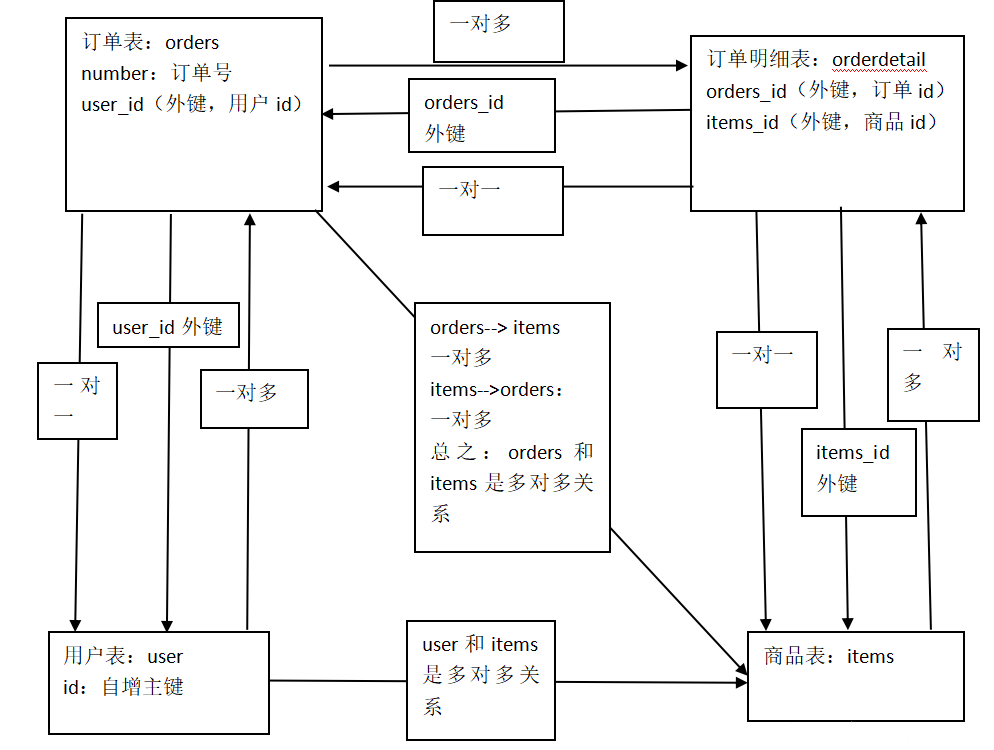 订单表：orders
number：订单号
user_id（外键，用户 id）
一对多
订单明细表：orderdetail
orders_id（外键，订单 id）
items_id（外键，商品 id）
orders_id
外键
一对一
user_id 外键
一 对
一
一对多
orders--> items
一对多
items-->orders：
一对多
总 之：orders 和
items 是多对多关
系
一对一
一 对
多
items_id
外键
用户表：user
id：自增主键
user 和 items
是多对多关
系
商品表：items